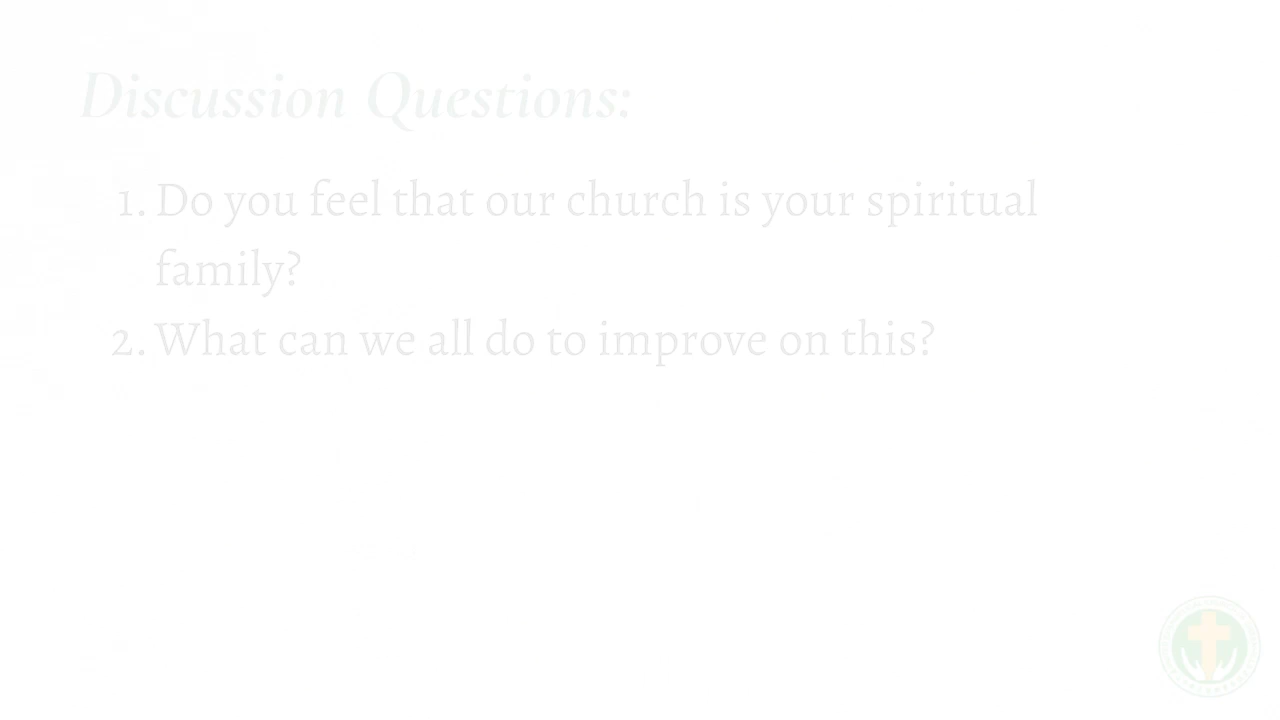 Discussion Questions:
1. Do you feel that our church is your spiritual
family?
2. What can we all do to improve on this?